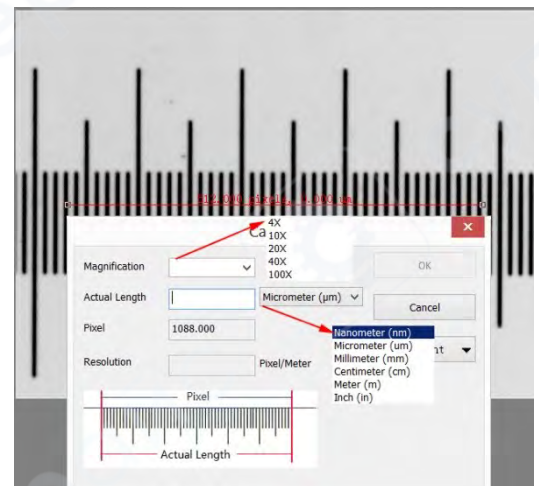 4X
Ca
10X
20X
40X
100X
Magnification
OK
Actual Length
Micrometer (μm)
Cancel
Pixel
1088.000
Nanometer (nm)
Micrometer (um)
Millimeter (mm)
Centimeter (cm)
Meter (m)
Inch (in)
nt
Resolution
Pixel/Meter
Pixel
Actual Length